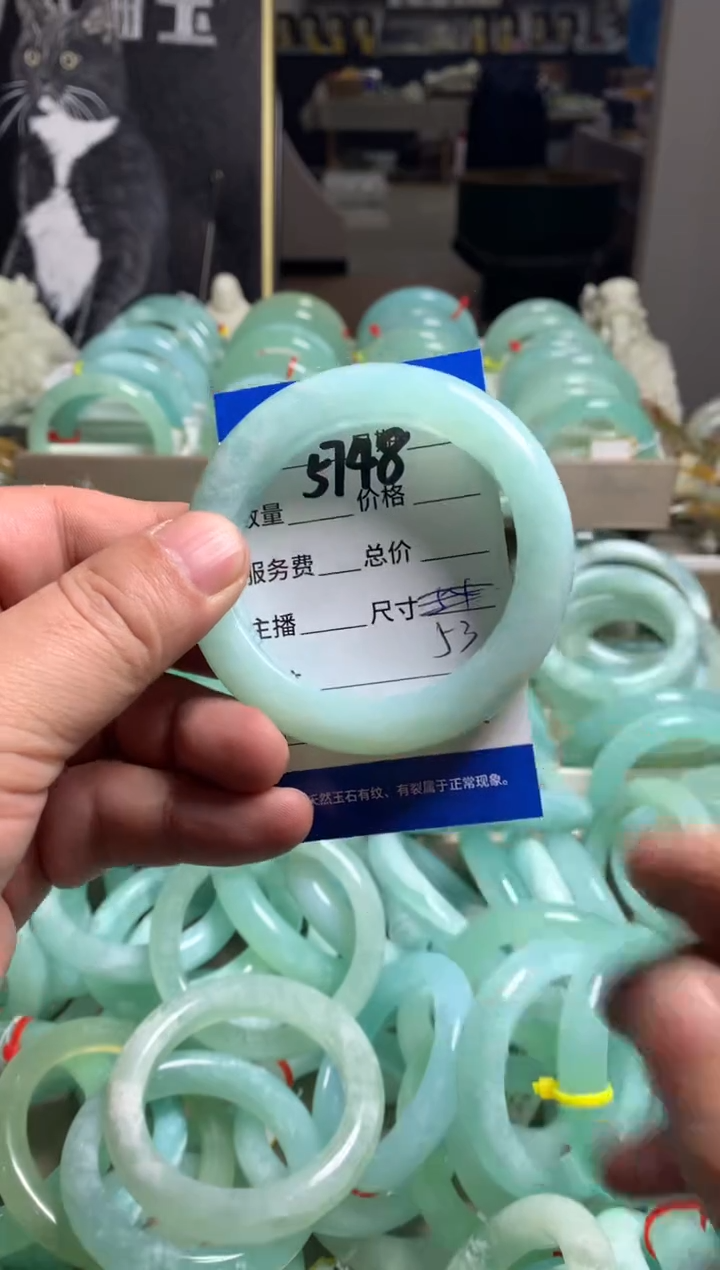 玉
5748
数量 价格
服务费 总价
主播 尺寸
53
天然玉石有纹、有裂属于正常现象。